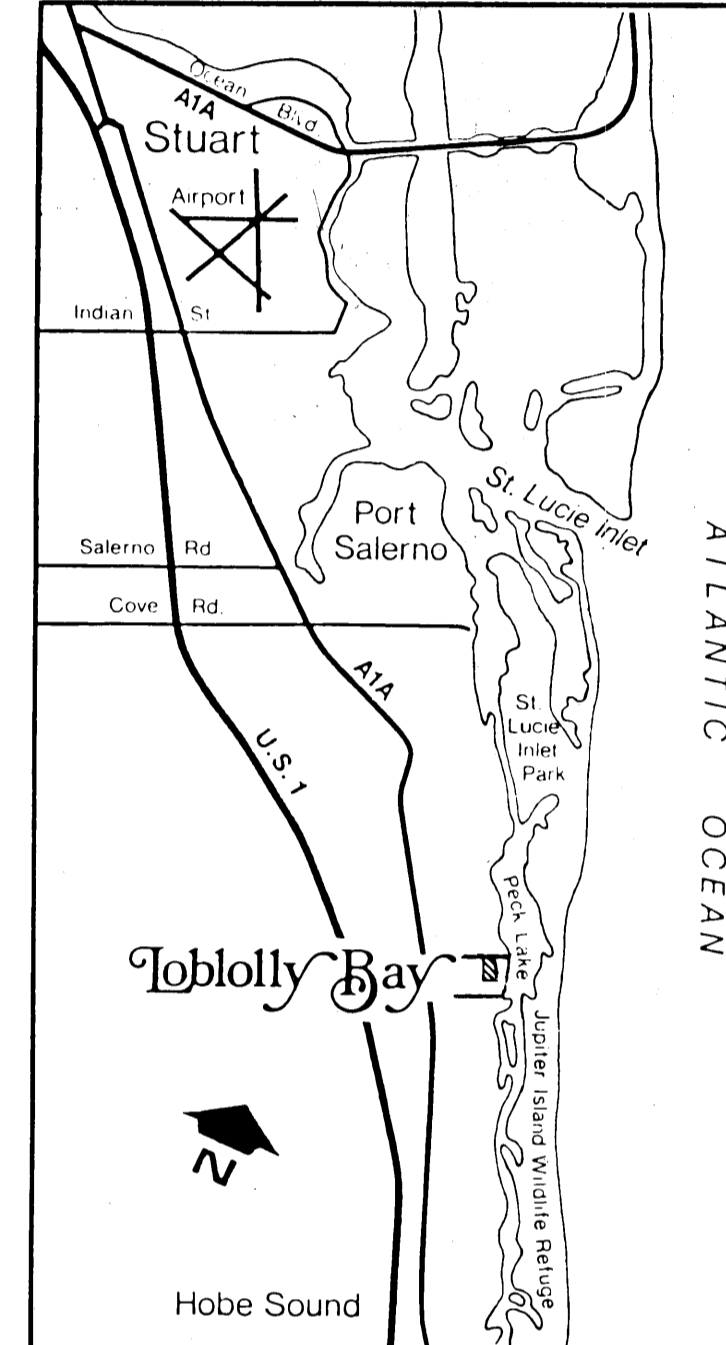 Ocean Blvd.
A1A
Stuart
Airport
Indian St
St. Lucie Inlet
Port
Salerno
ATLANTIC OCEAN
Salerno Rd
Cove Rd.
A1A
St.
Lucie
Inlet
Park
U.S. 1
Peck Lake
Loblolly Bay
Jupiter Island Wildlife Refuge
N
Hobe Sound